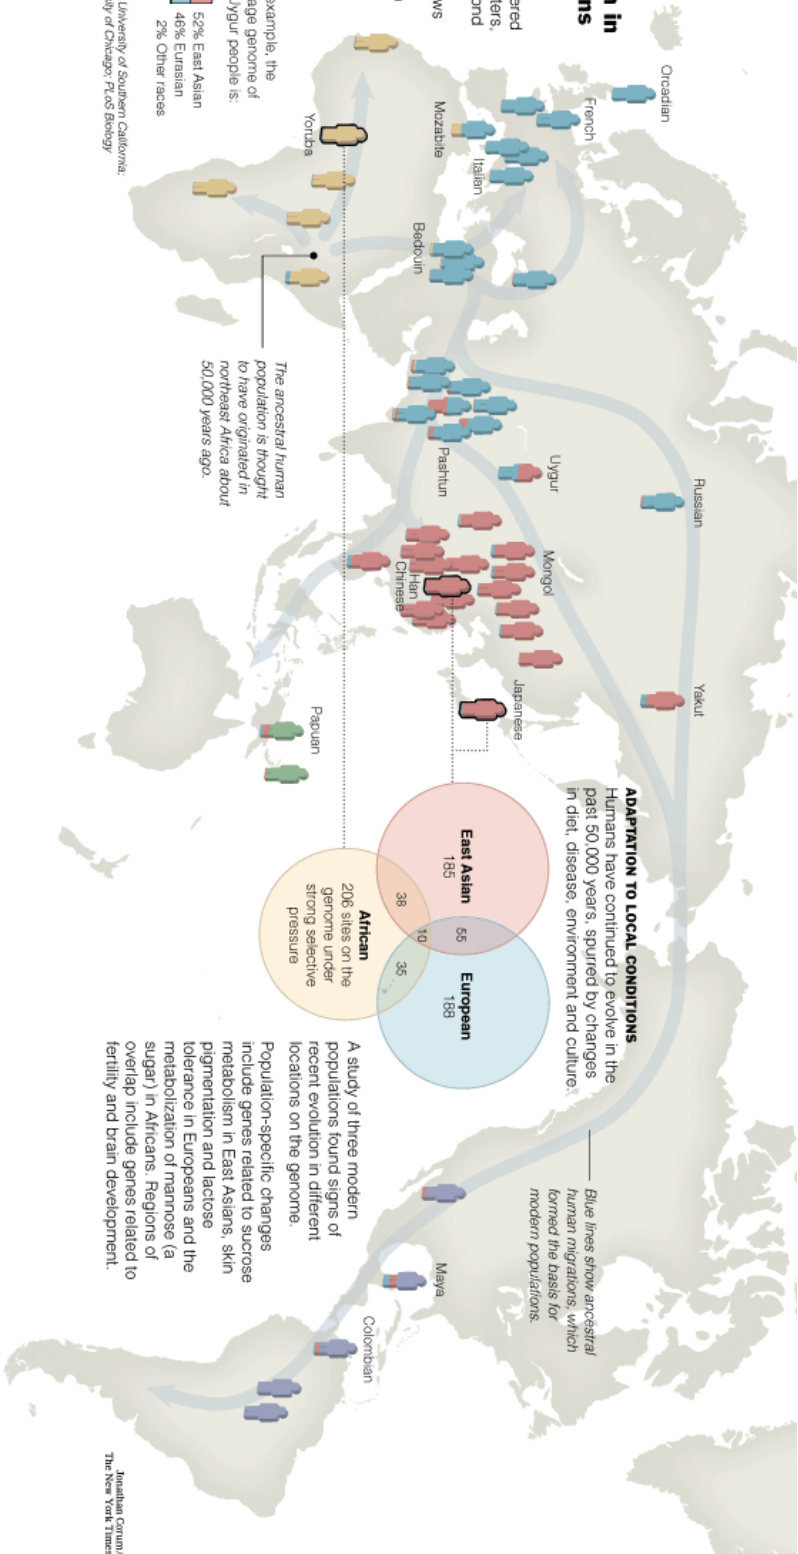 n in
ns
ered
ters,
ond
ws
example, the
age genome of
Uygur people is:
52% East Asian
46% Eurasian
2% Other races
University of Southern California;
ty of Chicago; PLoS Biology
Orcadian
French
Mozabite
Italian
Yoruba
Bedouin
The ancestral human
population is thought
to have originated in
northeast Africa about
50,000 years ago.
Russian
Uygur
Pashtun
Mongol
Han
Chinese
Yakut
Japanese
Papuan
ADAPTATION TO LOCAL CONDITIONS
Humans have continued to evolve in the
past 50,000 years, spurred by changes
in diet, disease, environment and culture.
East Asian
185
55
European
188
38
10
35
African
206 sites on the
genome under
strong selective
pressure
A study of three modern
populations found signs of
recent evolution in different
locations on the genome.
Population-specific changes
include genes related to sucrose
metabolism in East Asians, skin
pigmentation and lactose
tolerance in Europeans and the
metabolization of mannose (a
sugar) in Africans. Regions of
overlap include genes related to
fertility and brain development.
Blue lines show ancestral
human migrations, which
formed the basis for
modern populations.
Maya
Colombian
Jonathan Corum/
The New York Times